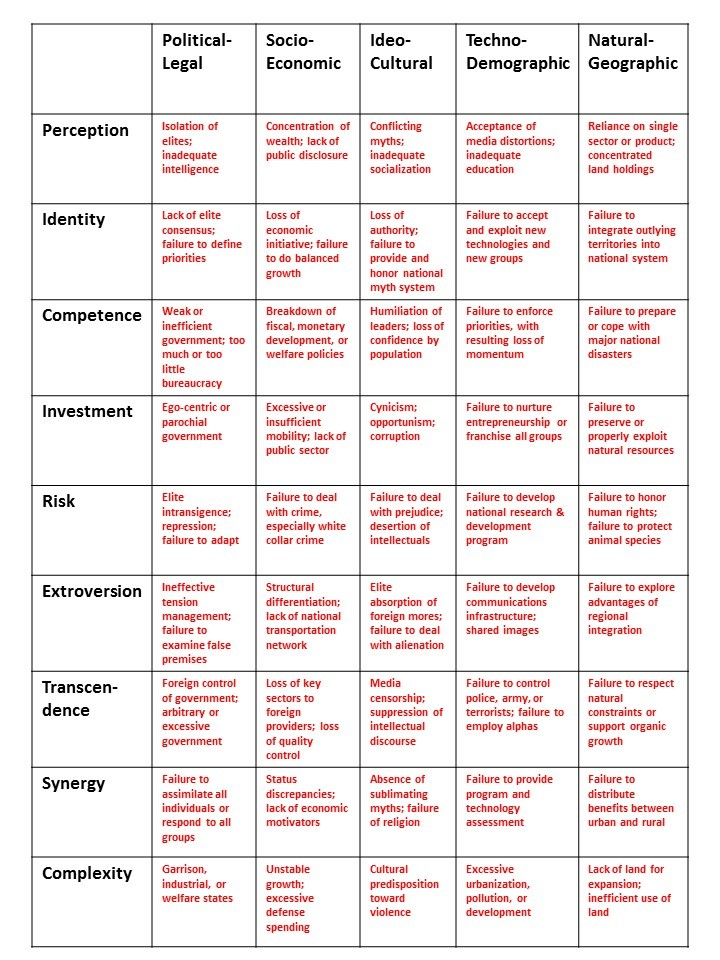 Political-
Legal
Socio-
Economic
Ideo-
Cultural
Techno-
Demographic
Natural-
Geographic
Perception
Isolation of
elites;
inadequate
intelligence
Concentration of
wealth; lack of
public disclosure
Conflicting
myths;
inadequate
socialization
Acceptance of
media distortions;
inadequate
education
Reliance on single
sector or product;
concentrated
land holdings
Identity
Lack of elite
consensus;
failure to define
priorities
Loss of
economic
initiative; failure
to do balanced
growth
Loss of
authority;
failure to
provide and
honor national
myth system
Failure to accept
and exploit new
technologies and
new groups
Failure to
integrate outlying
territories into
national system
Competence
Weak or
inefficient
government; too
much or too
little
bureaucracy
Breakdown of
fiscal, monetary
development, or
welfare policies
Humiliation of
leaders; loss of
confidence by
population
Failure to enforce
priorities, with
resulting loss of
momentum
Failure to prepare
or cope with
major national
disasters
Investment
Ego-centric or
parochial
government
Excessive or
insufficient
mobility; lack of
public sector
Cynicism;
opportunism;
corruption
Failure to nurture
entrepreneurship or
franchise all groups
Failure to
preserve or
properly exploit
natural resources
Risk
Elite
intransigence;
repression;
failure to adapt
Failure to deal
with crime,
especially white
collar crime
Failure to deal
with prejudice;
desertion of
intellectuals
Failure to develop
national research &
development
program
Failure to honor
human rights;
failure to protect
animal species
Extroversion
Ineffective
tension
management;
failure to
examine false
premises
Structural
differentiation;
lack of national
transportation
network
Elite
absorption of
foreign mores;
failure to deal
with alienation
Failure to develop
communications
infrastructure;
shared images
Failure to explore
advantages of
regional
integration
Transcen-
dence
Foreign control
of government;
arbitrary or
excessive
government
Loss of key
sectors to
foreign
providers; loss
of quality
control
Media
censorship;
suppression of
intellectual
discourse
Failure to control
police, army, or
terrorists; failure to
employ alphas
Failure to respect
natural
constraints or
support organic
growth
Synergy
Failure to
assimilate all
individuals or
respond to all
groups
Status
discrepancies;
lack of economic
motivators
Absence of
sublimating
myths; failure
of religion
Failure to provide
program and
technology
assessment
Failure to
distribute
benefits between
urban and rural
Complexity
Garrison,
industrial, or
welfare states
Unstable
growth;
excessive
defense
spending
Cultural
predisposition
toward
violence
Excessive
urbanization,
pollution, or
development
Lack of land for
expansion;
inefficient use of
land